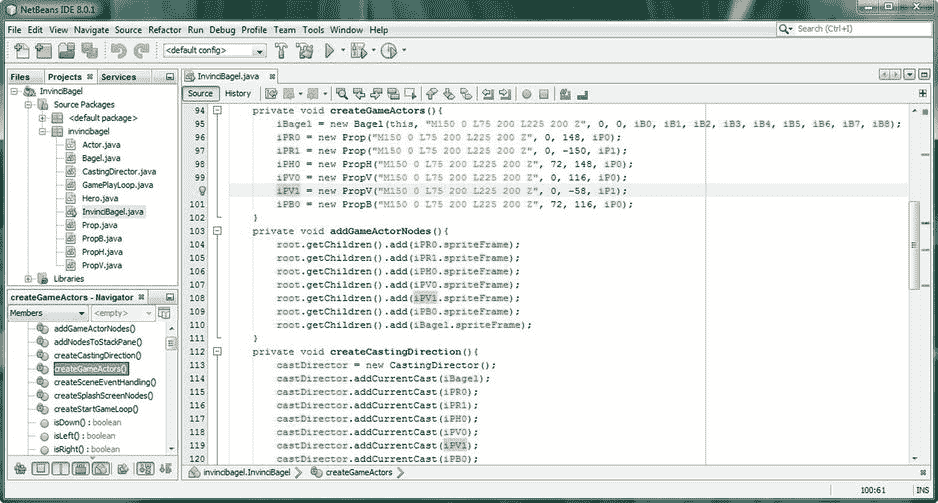 NetBeans IDE 8.0.1
File Edit View Navigate Source Refactor Run Debug Profile Team Tools Window Help
Search (Ctrl+I)
<default config>
Files Projects Services
InvinciBagel
Source Packages
<default package>
invincibagel
Actor.java
Bagel.java
CastingDirector.java
GamePlayLoop.java
Hero.java
InvinciBagel.java
Prop.java
PropB.java
PropH.java
PropV.java
Libraries
createGameActors - Navigator
Members <empty>
addGameActorNodes()
addNodesToStackPane()
createCastingDirection()
createGameActors()
createSceneEventHandling()
createSplashScreenNodes()
createStartGameLoop()
isDown() : boolean
isLeft() : boolean
isRight() : boolean
InvinciBagel.java
Source History
94 private void createGameActors(){
95 iBagel = new Bagel(this, "M150 0 L75 200 L225 200 Z", 0, 0, iB0, iB1, iB2, iB3, iB4, iB5, iB6, iB7, iB8);
96 iPR0 = new Prop("M150 0 L75 200 L225 200 Z", 0, 148, iP0);
97 iPR1 = new Prop("M150 0 L75 200 L225 200 Z", 0, -150, iP1);
98 iPH0 = new PropH("M150 0 L75 200 L225 200 Z", 72, 148, iP0);
99 iPV0 = new PropV("M150 0 L75 200 L225 200 Z", 0, 116, iP0);
iPV1 = new PropV("M150 0 L75 200 L225 200 Z", 0, -58, iP1);
101 iPB0 = new PropB("M150 0 L75 200 L225 200 Z", 72, 116, iP0);
102 }
103 private void addGameActorNodes(){
104 root.getChildren().add(iPR0.spriteFrame);
105 root.getChildren().add(iPR1.spriteFrame);
106 root.getChildren().add(iPH0.spriteFrame);
107 root.getChildren().add(iPV0.spriteFrame);
108 root.getChildren().add(iPV1.spriteFrame);
109 root.getChildren().add(iPB0.spriteFrame);
110 root.getChildren().add(iBagel.spriteFrame);
111 }
112 private void createCastingDirection(){
113 castDirector = new CastingDirector();
114 castDirector.addCurrentCast(iBagel);
115 castDirector.addCurrentCast(iPR0);
116 castDirector.addCurrentCast(iPR1);
117 castDirector.addCurrentCast(iPH0);
118 castDirector.addCurrentCast(iPV0);
119 castDirector.addCurrentCast(iPV1);
120 castDirector.addCurrentCast(iPB0);
invincibagel.InvinciBagel createGameActors
100:61 INS